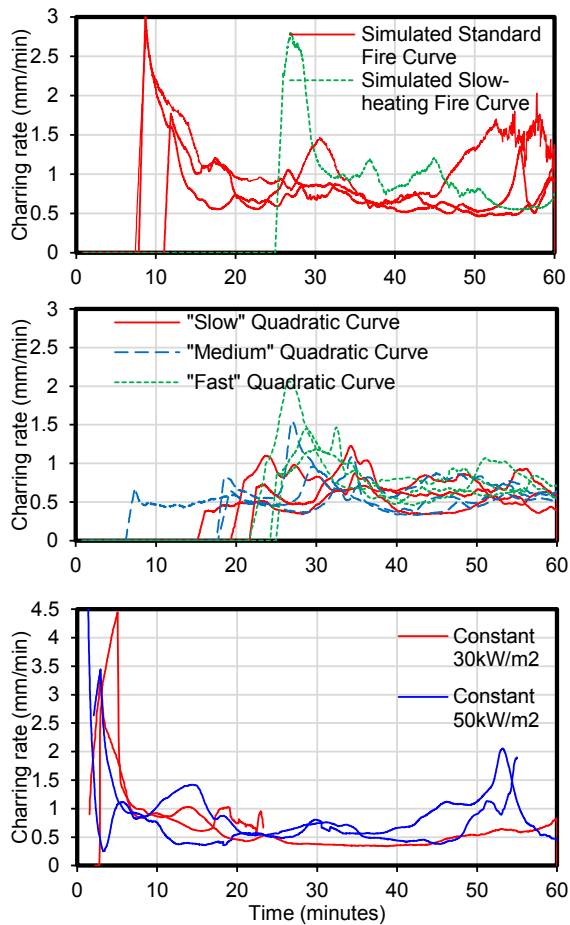 3
2.5
2
1.5
1
0.5
0
Charring rate (mm/min)
Simulated Standard
Fire Curve
Simulated Slow-
heating Fire Curve
0 10 20 30 40 50 60
3
2
1
0.5
0
Charring rate (mm/min)
"Slow" Quadratic Curve
"Medium" Quadratic Curve
"Fast" Quadratic Curve
0 10 20 30 40 50 60
4.5
4
3.5
3
2.5
2
1.5
1
0.5
0
Charring rate (mm/min)
Constant
30kW/m2
Constant
50kW/m2
0 10 20 30 40 50 60
Time (minutes)